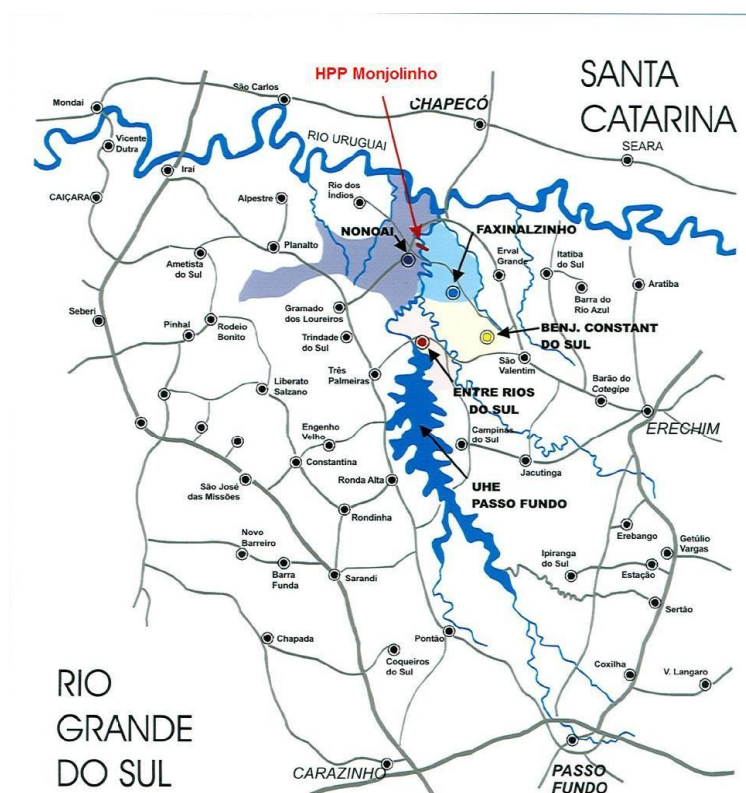 HPP Monjolinho
SANTA
CATARINA
São Carlos
CHAPECÓ
Mondai
RIO URUGUAI
Vicente
Dutra
SEARA
Iraí
Rio dos
Índios
CAIÇARA
Alpestre
NONOAI
FAXINALZINHO
Planalto
Ametista
do Sul
Erval
Grande
Itatiba
do Sul
Aratiba
Barra do
Rio Azul
Seberi
Gramado
dos Loureiros
Pinhal
Rodeio
Bonito
Trindade
do Sul
BENJ. CONSTANT
DO SUL
São
Valentim
Três
Palmeiras
Liberato
Salzano
ENTRE RIOS
DO SUL
Barão do
Cotegipe
ERECHIM
Engenho
Velho
Campinas
do Sul
Constantina
Jacutinga
Ronda Alta
UHE
PASSO FUNDO
São José
das Missões
Rondinha
Novo
Barreiro
Erebango
Getúlio
Vargas
Ipiranga
do Sul
Estação
Barra
Funda
Sarandi
Sertão
Chapada
Pontão
Coqueiros
do Sul
Coxilha
V. Langaro
RIO
GRANDE
DO SUL
CARAZINHO
PASSO
FUNDO